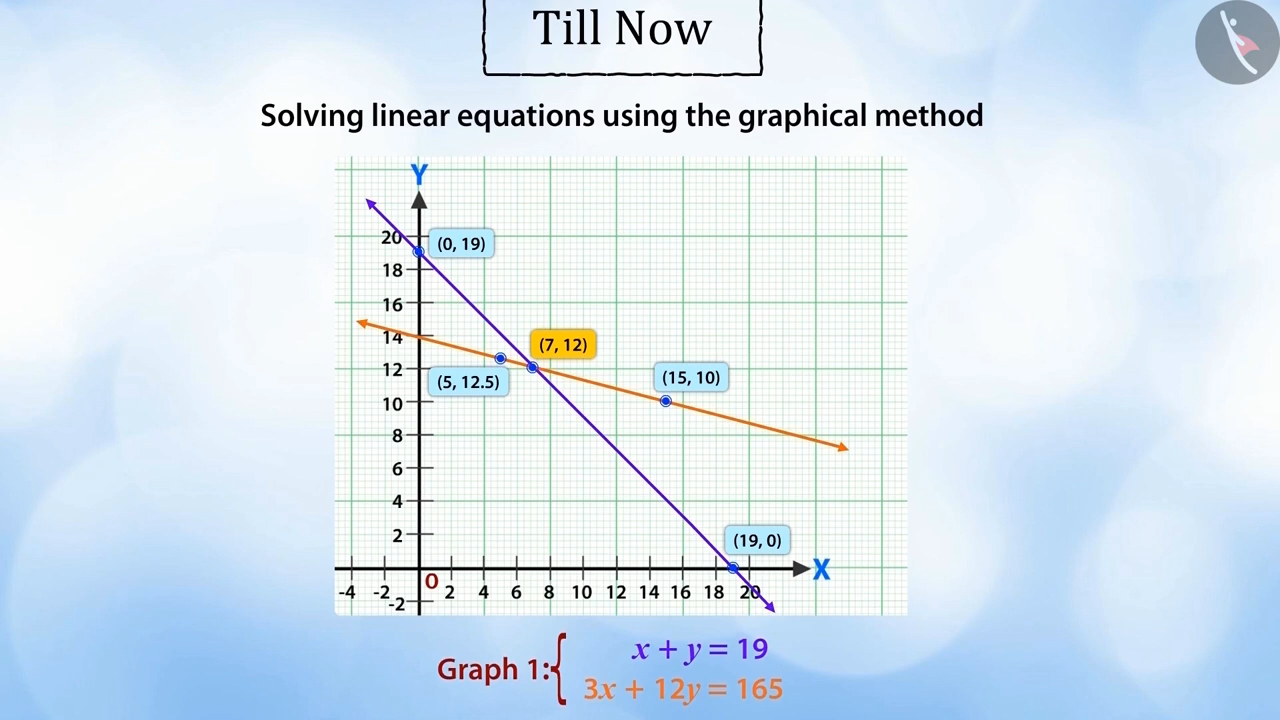 Till Now
Solving linear equations using the graphical method
Y
20
(0, 19)
18
16
14
(7, 12)
12
(5, 12.5)
(15, 10)
10
8
6
4
2
(19, 0)
X
O
-4 -2 2 4 6 8 10 12 14 16 18 20
-2
Graph 1:{
x + y = 19
3x + 12y = 165